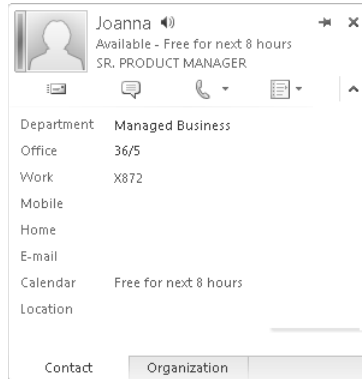 Joanna
Available - Free for next 8 hours
SR. PRODUCT MANAGER
Department Managed Business
Office 36/5
Work X872
Mobile
Home
E-mail
Calendar Free for next 8 hours
Location
Contact Organization